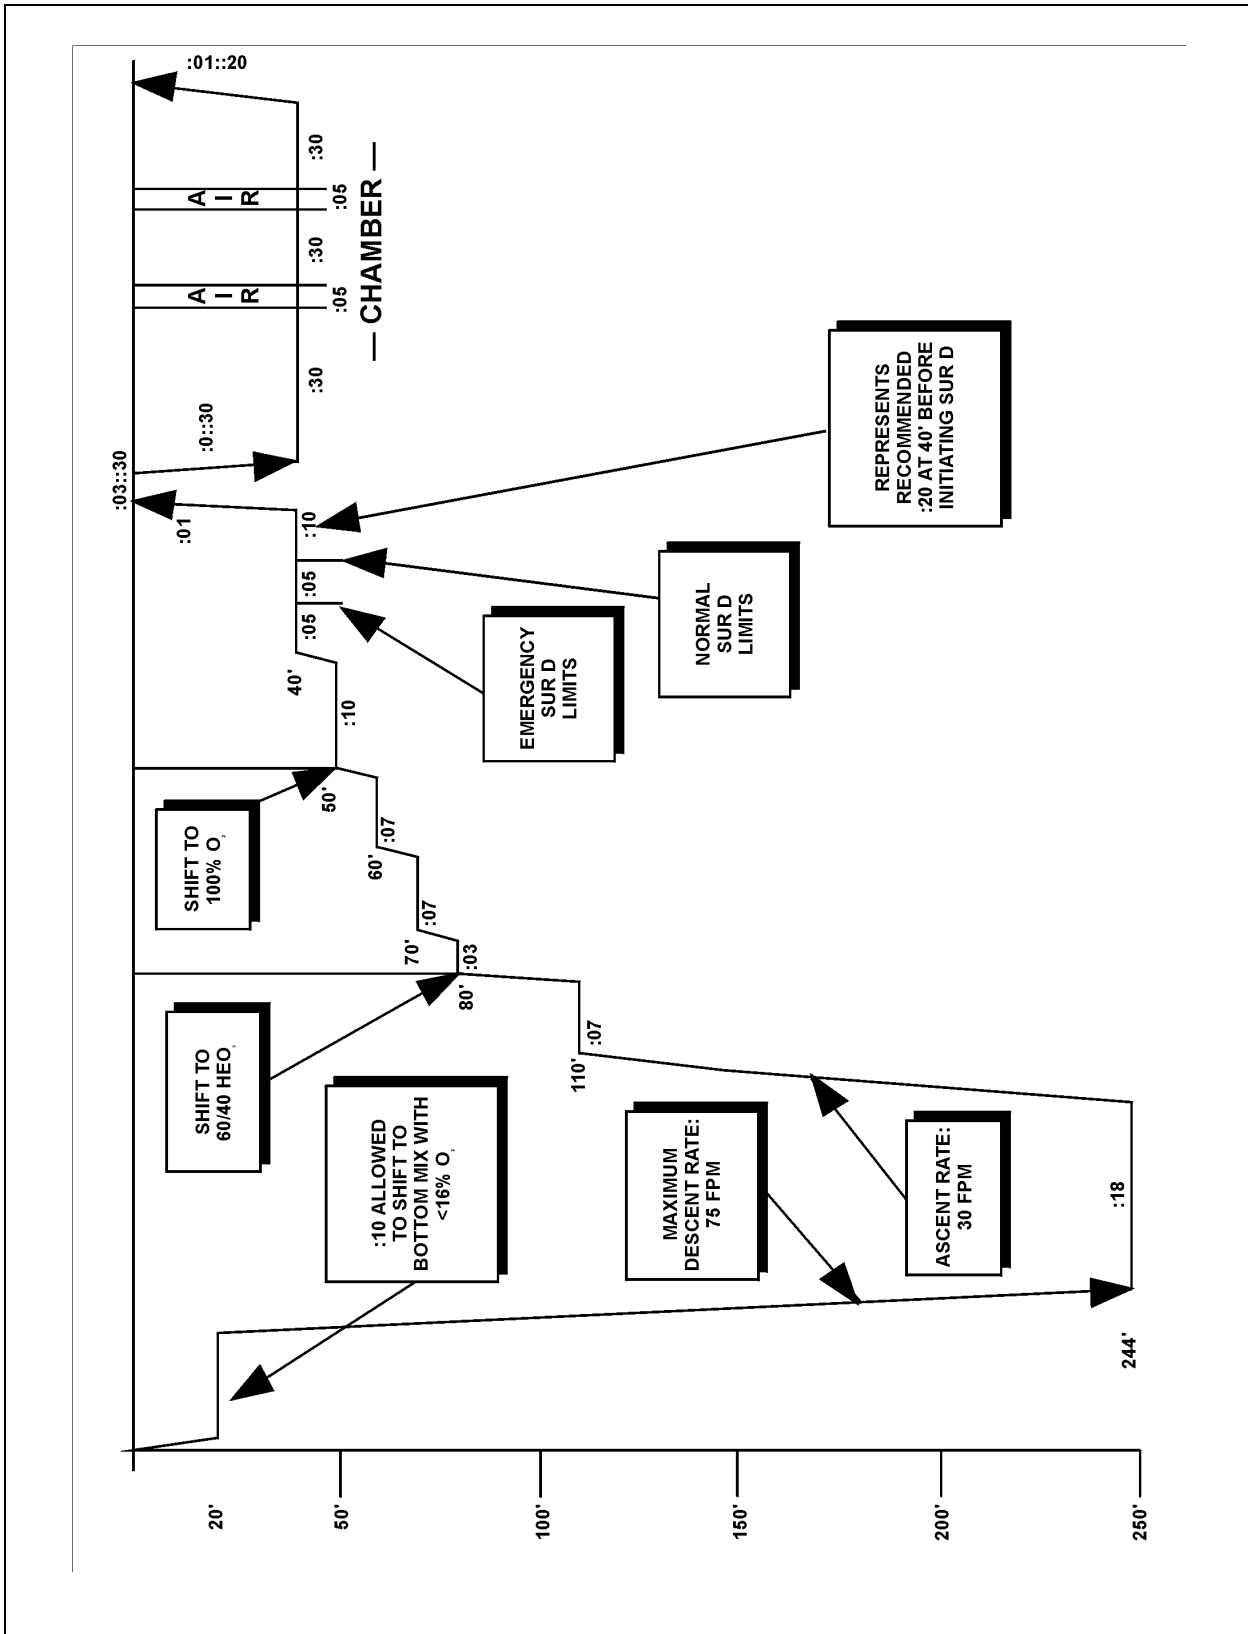 20'
50'
100'
150'
200'
250'
:10 ALLOWED
TO SHIFT TO
BOTTOM MIX WITH
<16% O₂
MAXIMUM
DESCENT RATE:
75 FPM
244'
:18
ASCENT RATE:
30 FPM
110'
:07
SHIFT TO
60/40 HEO₂
80'
:03
70'
:07
60'
:07
SHIFT TO
100% O₂
50'
:10
40'
:05
:05
:10
EMERGENCY
SUR D
LIMITS
NORMAL
SUR D
LIMITS
REPRESENTS
RECOMMENDED
:20 AT 40' BEFORE
INITIATING SUR D
:01
:03::30
:0::30
:30
AIR
:05
:30
AIR
:05
:30
:01::20
— CHAMBER —